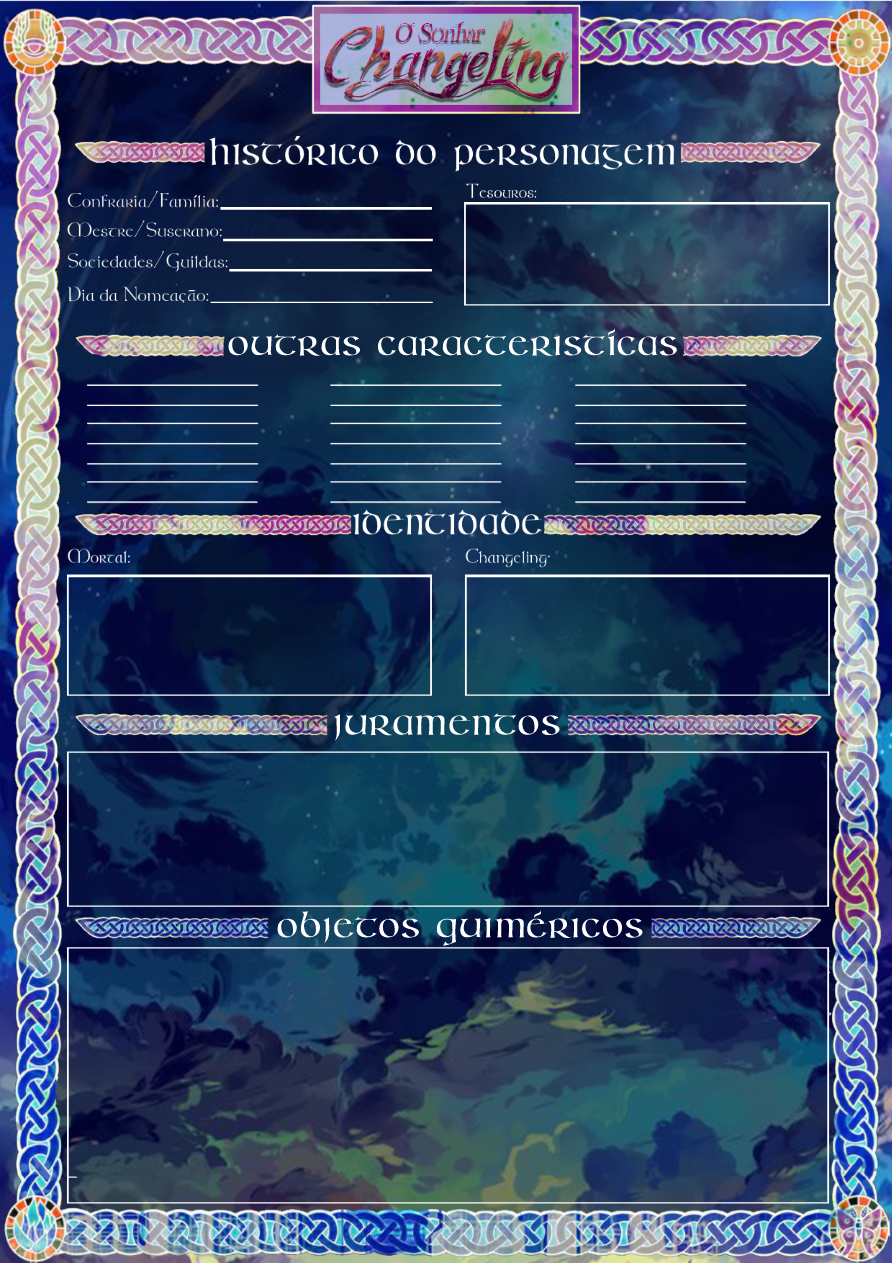 O Sonhar
Changeling
Histórico do Personagem
Confraria/Família:
Mestre/Suserano:
Sociedades/Guildas:
Dia da Nomeação:
Tesouros:
Outras Caracteristícas
Identidade
Mortal:
Changeling:
Juramentos
Objetos Quiméricos